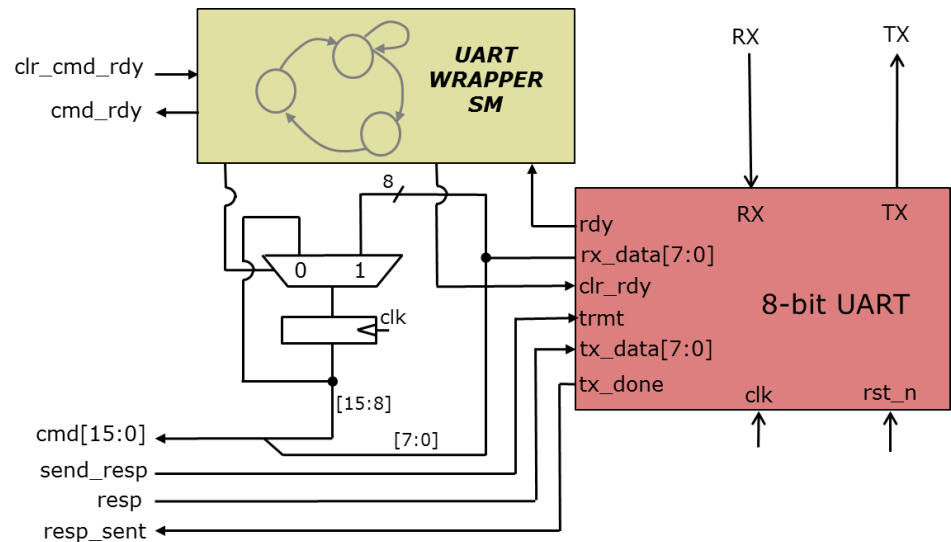 RX
TX
UART
WRAPPER
SM
clr_cmd_rdy
cmd_rdy
8
RX
TX
rdy
rx_data[7:0]
0
1
clr_rdy
8-bit UART
clk
trmt
tx_data[7:0]
tx_done
clk
rst_n
[15:8]
cmd[15:0]
[7:0]
send_resp
resp
resp_sent